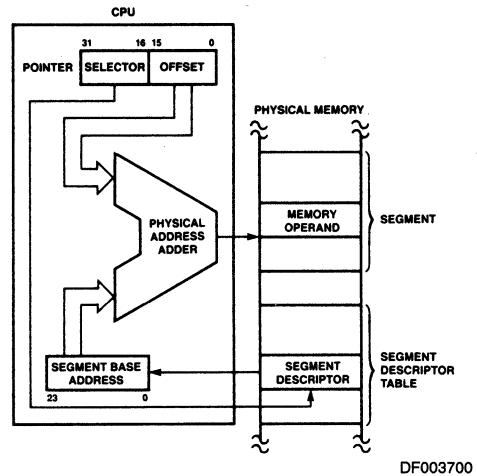 CPU
31 16 15 0
POINTER SELECTOR OFFSET
PHYSICAL MEMORY
PHYSICAL
ADDRESS
ADDER
MEMORY
OPERAND
SEGMENT
SEGMENT BASE
ADDRESS
23 0
SEGMENT
DESCRIPTOR
SEGMENT
DESCRIPTOR
TABLE
DF003700